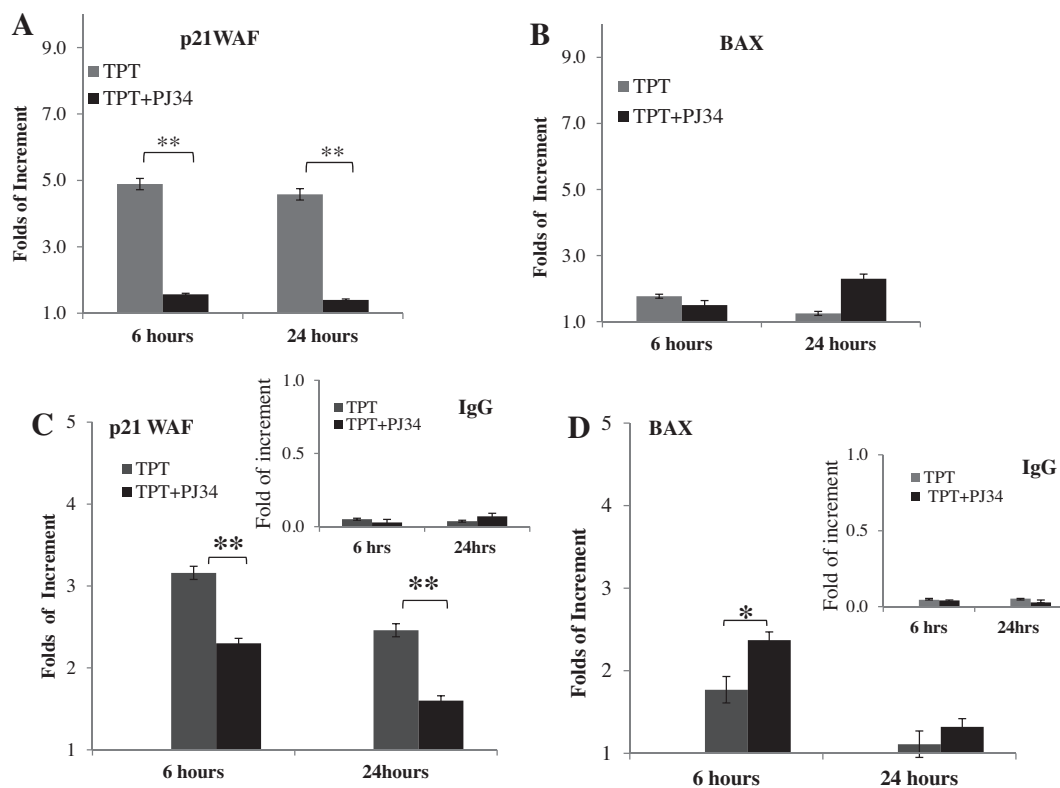 A
p21WAF
9.0
TPT
TPT+PJ34
7.0
**
**
5.0
3.0
1.0
Folds of Increment
6 hours
24 hours
B
BAX
9.0
TPT
TPT+PJ34
7.0
5.0
3.0
1.0
Folds of Increment
6 hours
24 hours
C
p21 WAF
5
TPT
TPT+PJ34
4
**
3
**
2
1
Folds of Increment
6 hours
24hours
1.0
TPT
TPT+PJ34
IgG
0.5
0.0
Fold of increment
6 hrs
24hrs
D
BAX
5
4
3
*
2
1
Folds of Increment
6 hours
24 hours
1.0
IgG
TPT
TPT+PJ34
0.5
0.0
Fold of increment
6 hrs
24hrs